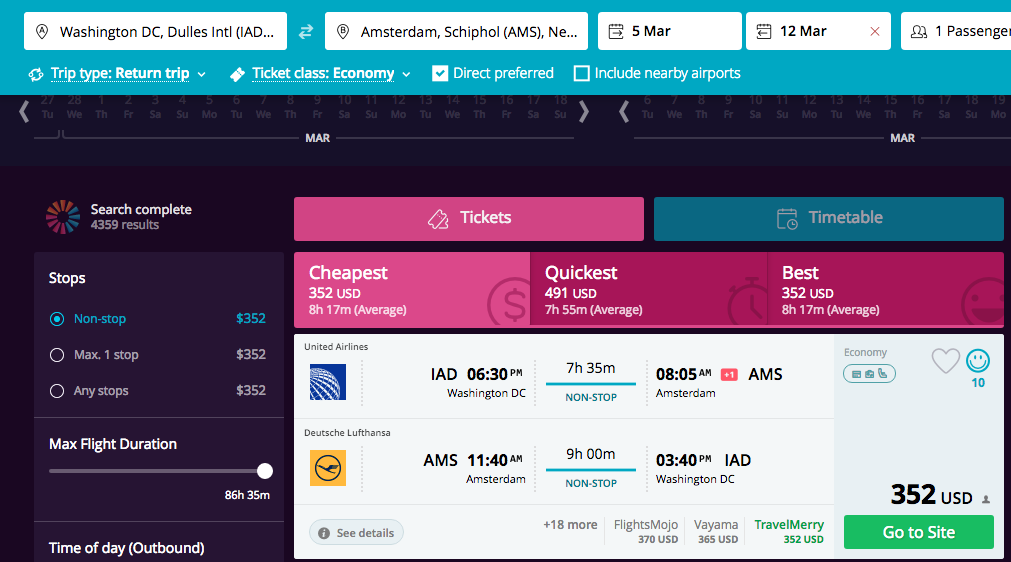 Washington DC, Dulles Intl (IAD...
Amsterdam, Schiphol (AMS), Ne...
5 Mar
12 Mar
1 Passenger
Trip type: Return trip
Ticket class: Economy
Direct preferred
Include nearby airports
27 28 1 2 3 4 5 6 7 8 9 10 11 12 13 14 15 16 17 18
Tu We Th Fr Sa Su Mo Tu We Th Fr Sa Su Mo Tu We Th Fr Sa Su
MAR
6 7 8 9 10 11 12 13 14 15 16 17 18 19
Tu We Th Fr Sa Su Mo Tu We Th Fr Sa Su Mo
MAR
Search complete
4359 results
Tickets
Timetable
Stops
Non-stop $352
Max. 1 stop $352
Any stops $352
Max Flight Duration
86h 35m
Time of day (Outbound)
Cheapest
352 USD
8h 17m (Average)
Quickest
491 USD
7h 55m (Average)
Best
352 USD
8h 17m (Average)
United Airlines
IAD 06:30 PM
Washington DC
7h 35m
NON-STOP
08:05 AM +1 AMS
Amsterdam
Deutsche Lufthansa
AMS 11:40 AM
Amsterdam
9h 00m
NON-STOP
03:40 PM IAD
Washington DC
See details
+18 more
FlightsMojo
370 USD
Vayama
365 USD
TravelMerry
352 USD
Economy
10
352 USD
Go to Site